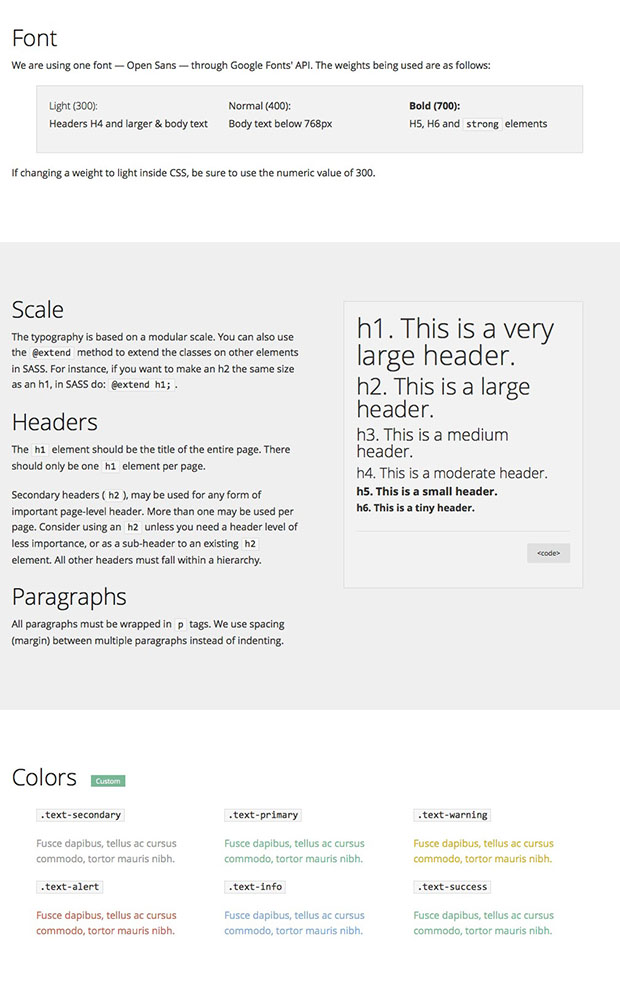 Font
We are using one font — Open Sans — through Google Fonts' API. The weights being used are as follows:
Light (300):
Headers H4 and larger & body text
Normal (400):
Body text below 768px
Bold (700):
H5, H6 and strong elements
If changing a weight to light inside CSS, be sure to use the numeric value of 300.
Scale
The typography is based on a modular scale. You can also use
the @extend method to extend the classes on other elements
in SASS. For instance, if you want to make an h2 the same size
as an h1, in SASS do: @extend h1; .
Headers
The h1 element should be the title of the entire page. There
should only be one h1 element per page.
Secondary headers ( h2 ), may be used for any form of
important page-level header. More than one may be used per
page. Consider using an h2 unless you need a header level of
less importance, or as a sub-header to an existing h2
element. All other headers must fall within a hierarchy.
Paragraphs
All paragraphs must be wrapped in p tags. We use spacing
(margin) between multiple paragraphs instead of indenting.
h1. This is a very
large header.
h2. This is a large
header.
h3. This is a medium
header.
h4. This is a moderate header.
h5. This is a small header.
h6. This is a tiny header.
<code>
Colors
Custom
.text-secondary
Fusce dapibus, tellus ac cursus
commodo, tortor mauris nibh.
.text-primary
Fusce dapibus, tellus ac cursus
commodo, tortor mauris nibh.
.text-warning
Fusce dapibus, tellus ac cursus
commodo, tortor mauris nibh.
.text-alert
Fusce dapibus, tellus ac cursus
commodo, tortor mauris nibh.
.text-info
Fusce dapibus, tellus ac cursus
commodo, tortor mauris nibh.
.text-success
Fusce dapibus, tellus ac cursus
commodo, tortor mauris nibh.